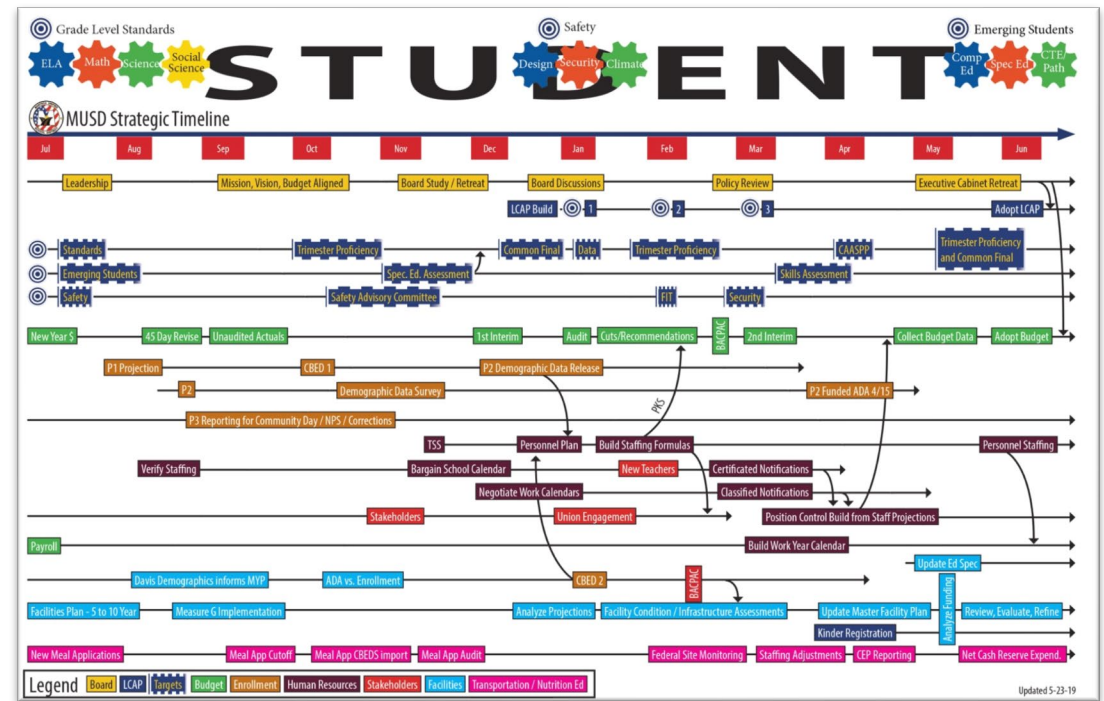 Grade Level Standards
Safety
Emerging Students
ELA
Math
Science
Social
Science
STUDENT
Design
Security
Climate
Comp
Ed
Spec Ed
CTE/
Path
MUSD Strategic Timeline
Jul Aug Sep Oct Nov Dec Jan Feb Mar Apr May Jun
Leadership Mission, Vision, Budget Aligned Board Study / Retreat Board Discussions Policy Review Executive Cabinet Retreat
LCAP Build 1 2 3 Adopt LCAP
Standards Trimester Proficiency Common Final Data Trimester Proficiency CAASPP Trimester Proficiency
and Common Final
Emerging Students Spec. Ed. Assessment Skills Assessment
Safety Safety Advisory Committee FIT Security
New Year $ 45 Day Revise Unaudited Actuals 1st Interim Audit Cuts/Recommendations BACPAC 2nd Interim Collect Budget Data Adopt Budget
P1 Projection CBED 1 P2 Demographic Data Release
P2 Demographic Data Survey P2 Funded ADA 4/15
PKS
P3 Reporting for Community Day / NPS / Corrections
TSS Personnel Plan Build Staffing Formulas Personnel Staffing
Verify Staffing Bargain School Calendar New Teachers Certificated Notifications
Negotiate Work Calendars Classified Notifications
Stakeholders Union Engagement Position Control Build from Staff Projections
Payroll Build Work Year Calendar
Update Ed Spec
Davis Demographics informs MYP ADA vs. Enrollment CBED 2 BACPAC
Facilities Plan - 5 to 10 Year Measure G Implementation Analyze Projections Facility Condition / Infrastructure Assessments Update Master Facility Plan Analyze Funding Review, Evaluate, Refine
Kinder Registration
New Meal Applications Meal App Cutoff Meal App CBEDS import Meal App Audit Federal Site Monitoring Staffing Adjustments CEP Reporting Net Cash Reserve Expend.
Legend Board LCAP Targets Budget Enrollment Human Resources Stakeholders Facilities Transportation / Nutrition Ed
Updated 5-23-19